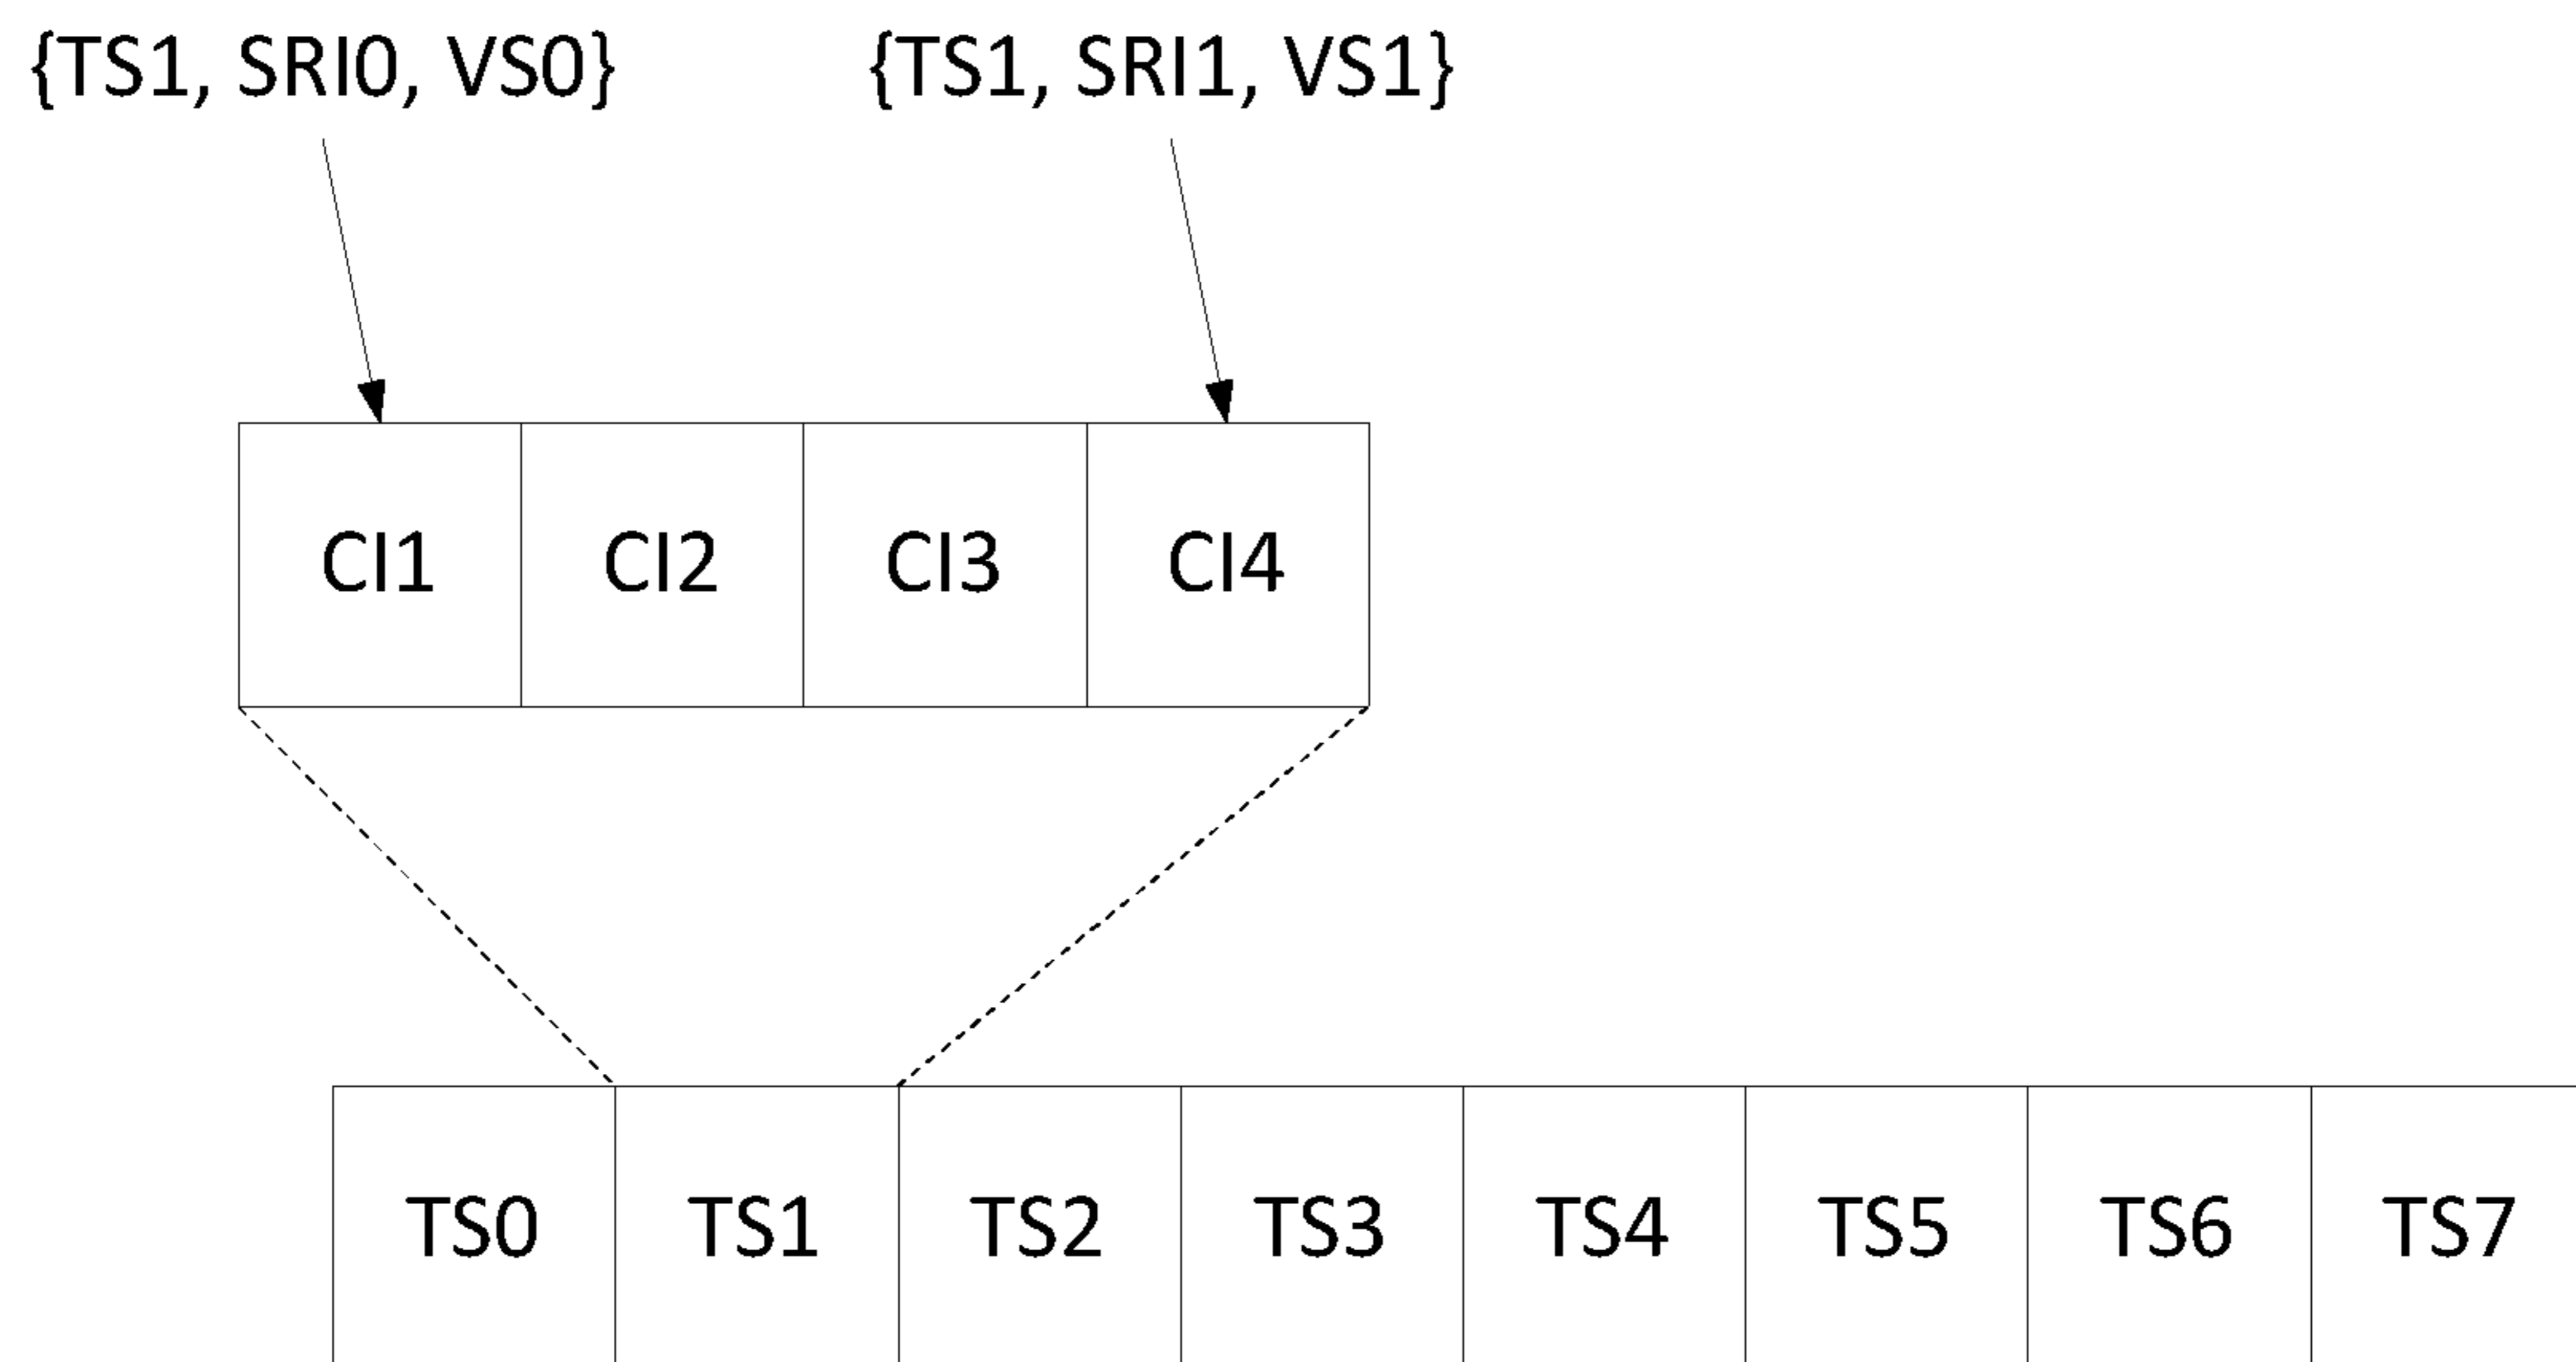 {TS1, SRI0, VS0} {TS1, SRI1, VS1}
CI1 CI2 CI3 CI4
TS0 TS1 TS2 TS3 TS4 TS5 TS6 TS7